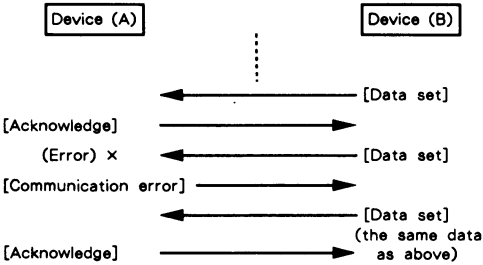 Device (A)
Device (B)
[Data set]
[Acknowledge]
(Error) ×
[Data set]
[Communication error]
[Data set]
(the same data
as above)
[Acknowledge]